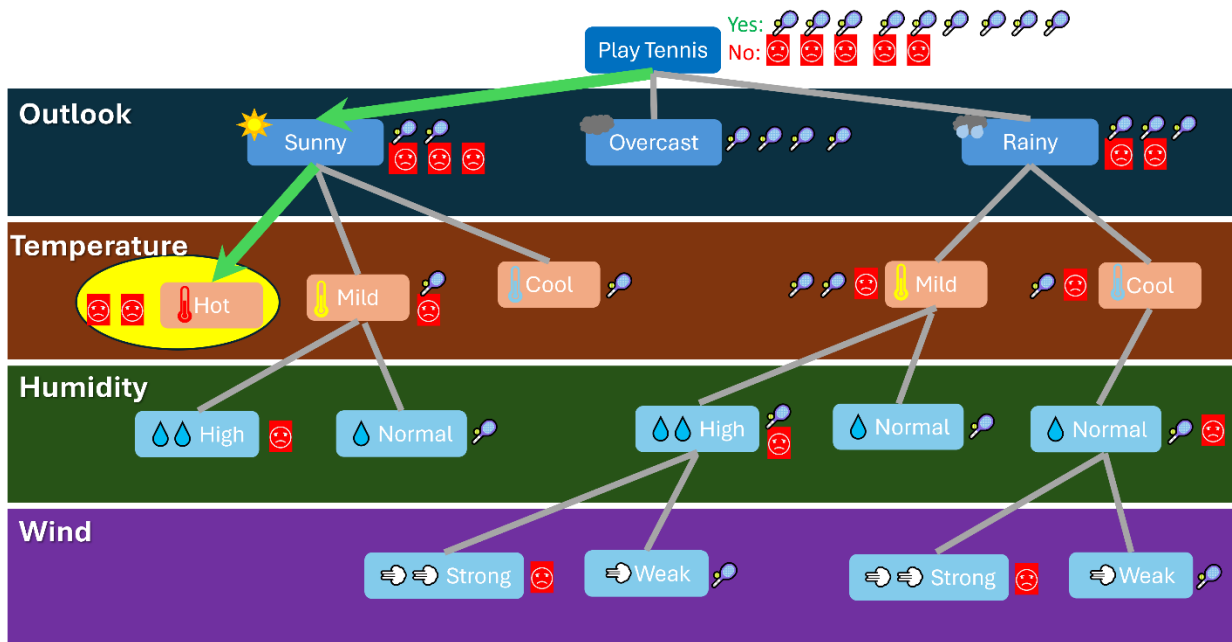 Yes:
Play Tennis
No:
Outlook
Sunny
Overcast
Rainy
Temperature
Hot
Mild
Cool
Mild
Cool
Humidity
High
Normal
High
Normal
Normal
Wind
Strong
Weak
Strong
Weak